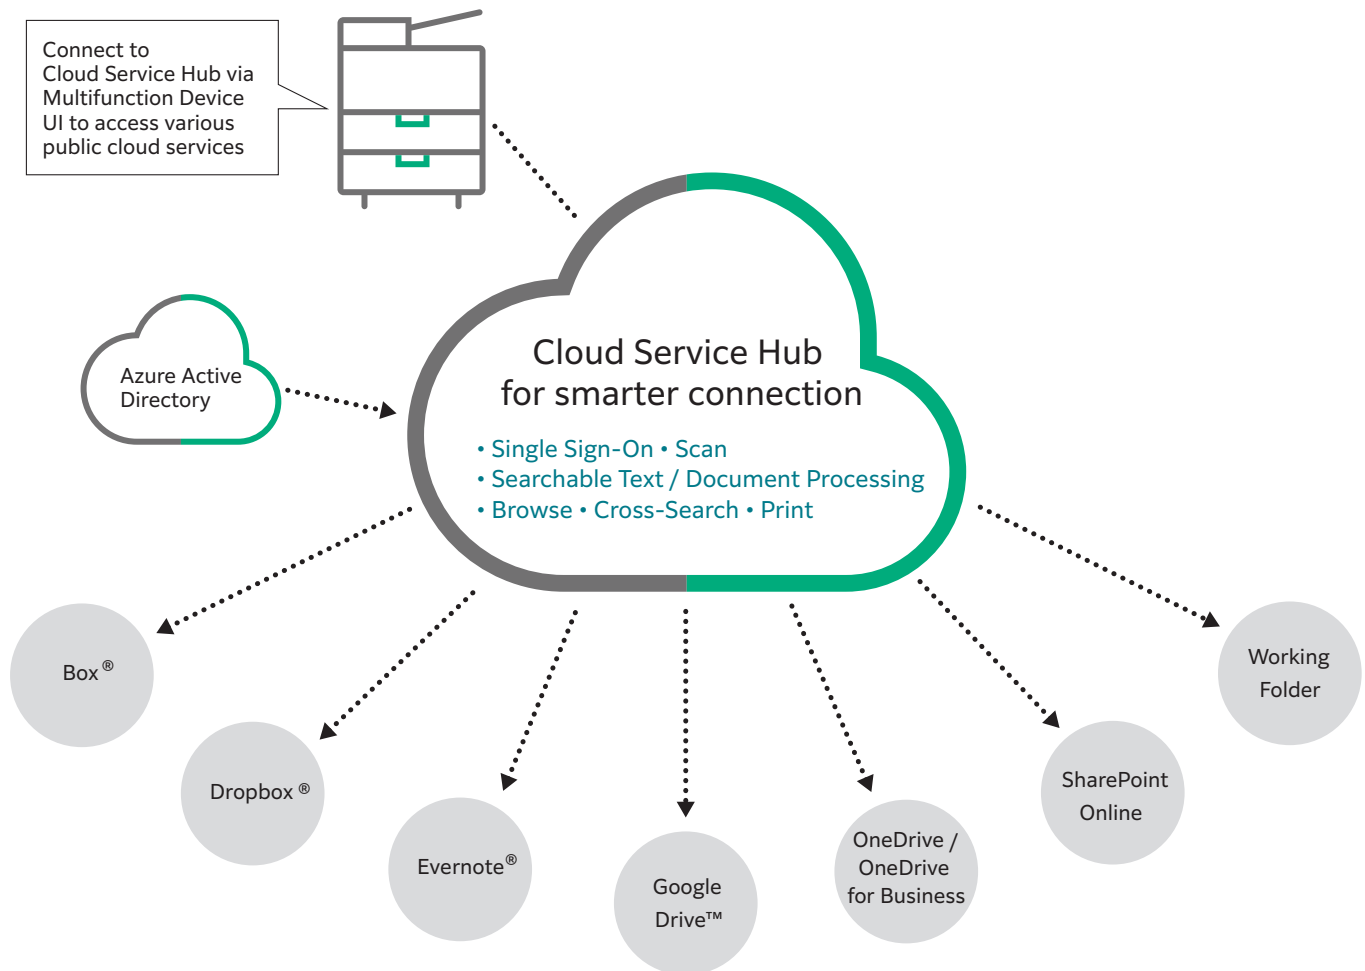 Connect to
Cloud Service Hub via
Multifunction Device
UI to access various
public cloud services
Azure Active
Directory
Cloud Service Hub
for smarter connection
• Single Sign-On • Scan
• Searchable Text / Document Processing
• Browse • Cross-Search • Print
Box®
Dropbox ®
Evernote®
Google
Drive™
OneDrive /
OneDrive
for Business
SharePoint
Online
Working
Folder